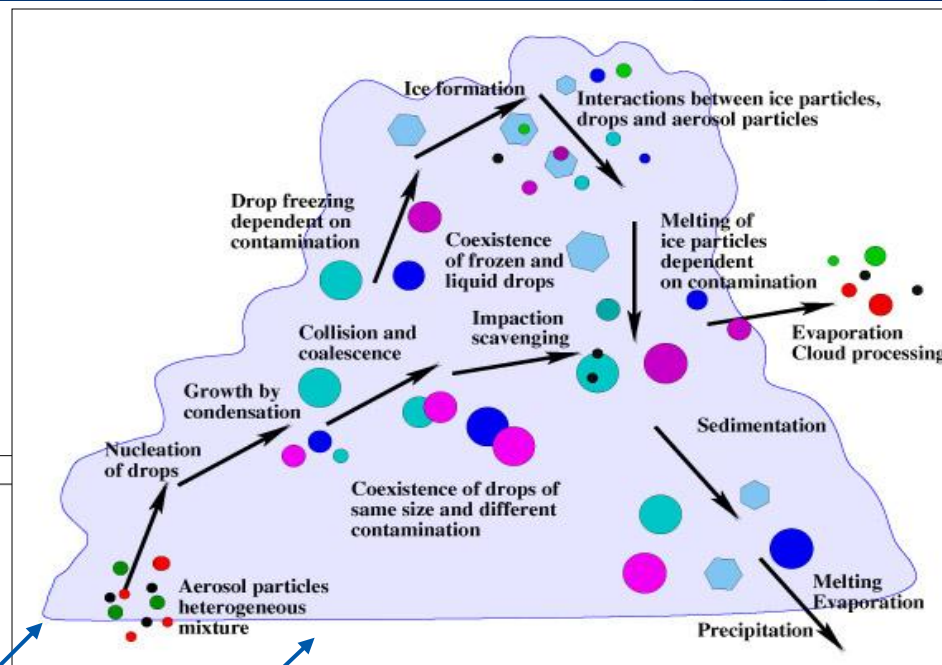 Ice formation
Interactions between ice particles,
drops and aerosol particles
Drop freezing
dependent on
contamination
Coexistence
of frozen and
liquid drops
Melting of
ice particles
dependent
on contamination
Evaporation
Cloud processing
Collision and
coalescence
Impaction
scavenging
Growth by
condensation
Nucleation
of drops
Sedimentation
Coexistence of drops of
same size and different
contamination
Aerosol particles
heterogeneous
mixture
Melting
Evaporation
Precipitation